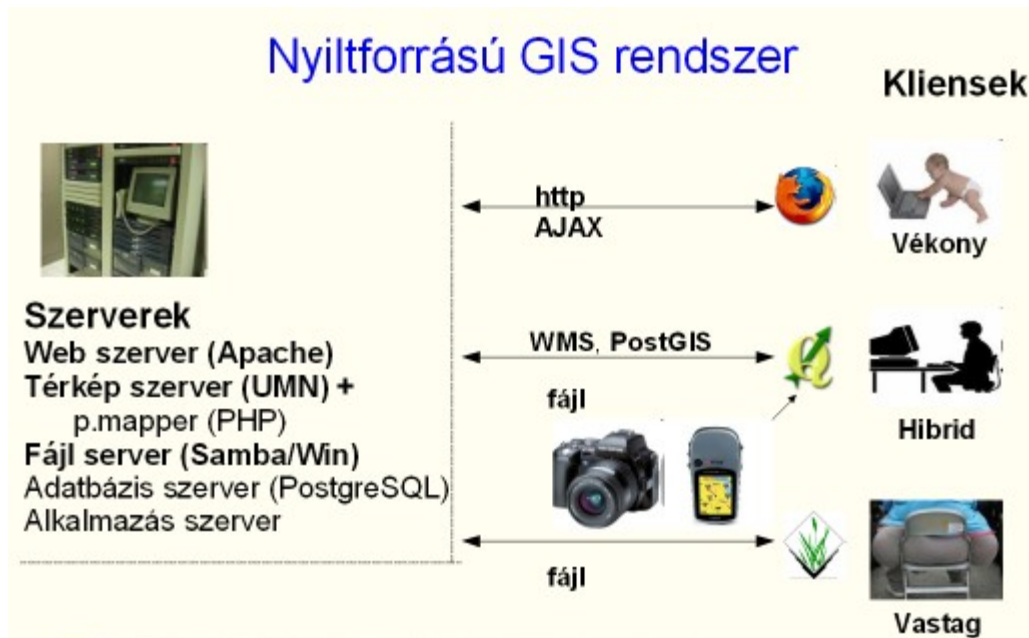 Nyiltforrású GIS rendszer
Kliensek
http
AJAX
Vékony
Szerverek
Web szerver (Apache)
Térkép szerver (UMN) +
p.mapper (PHP)
Fájl server (Samba/Win)
Adatbázis szerver (PostgreSQL)
Alkalmazás szerver
WMS, PostGIS
fájl
Hibrid
fájl
Vastag